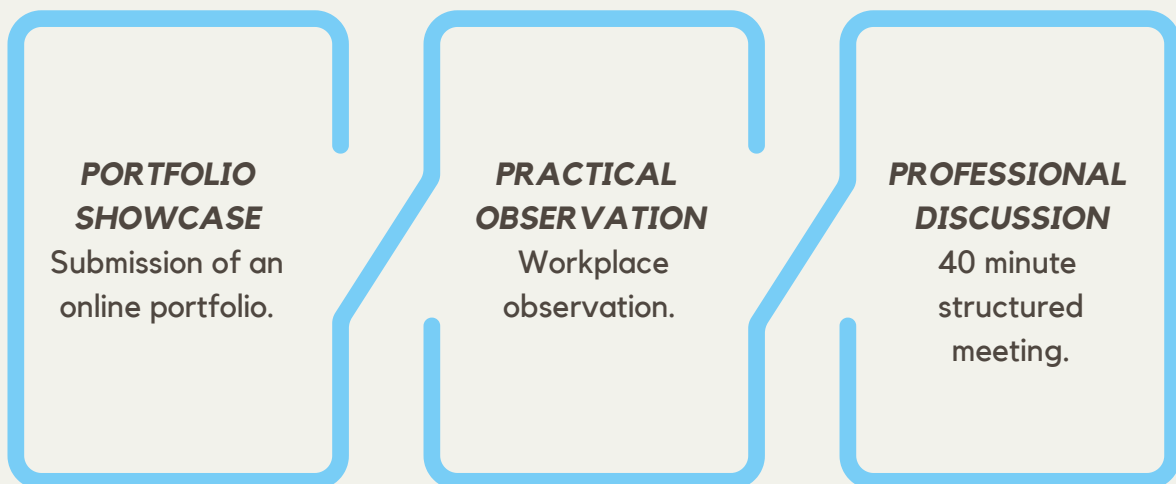 PORTFOLIO
SHOWCASE
Submission of an
online portfolio.
PRACTICAL
OBSERVATION
Workplace
observation.
PROFESSIONAL
DISCUSSION
40 minute
structured
meeting.